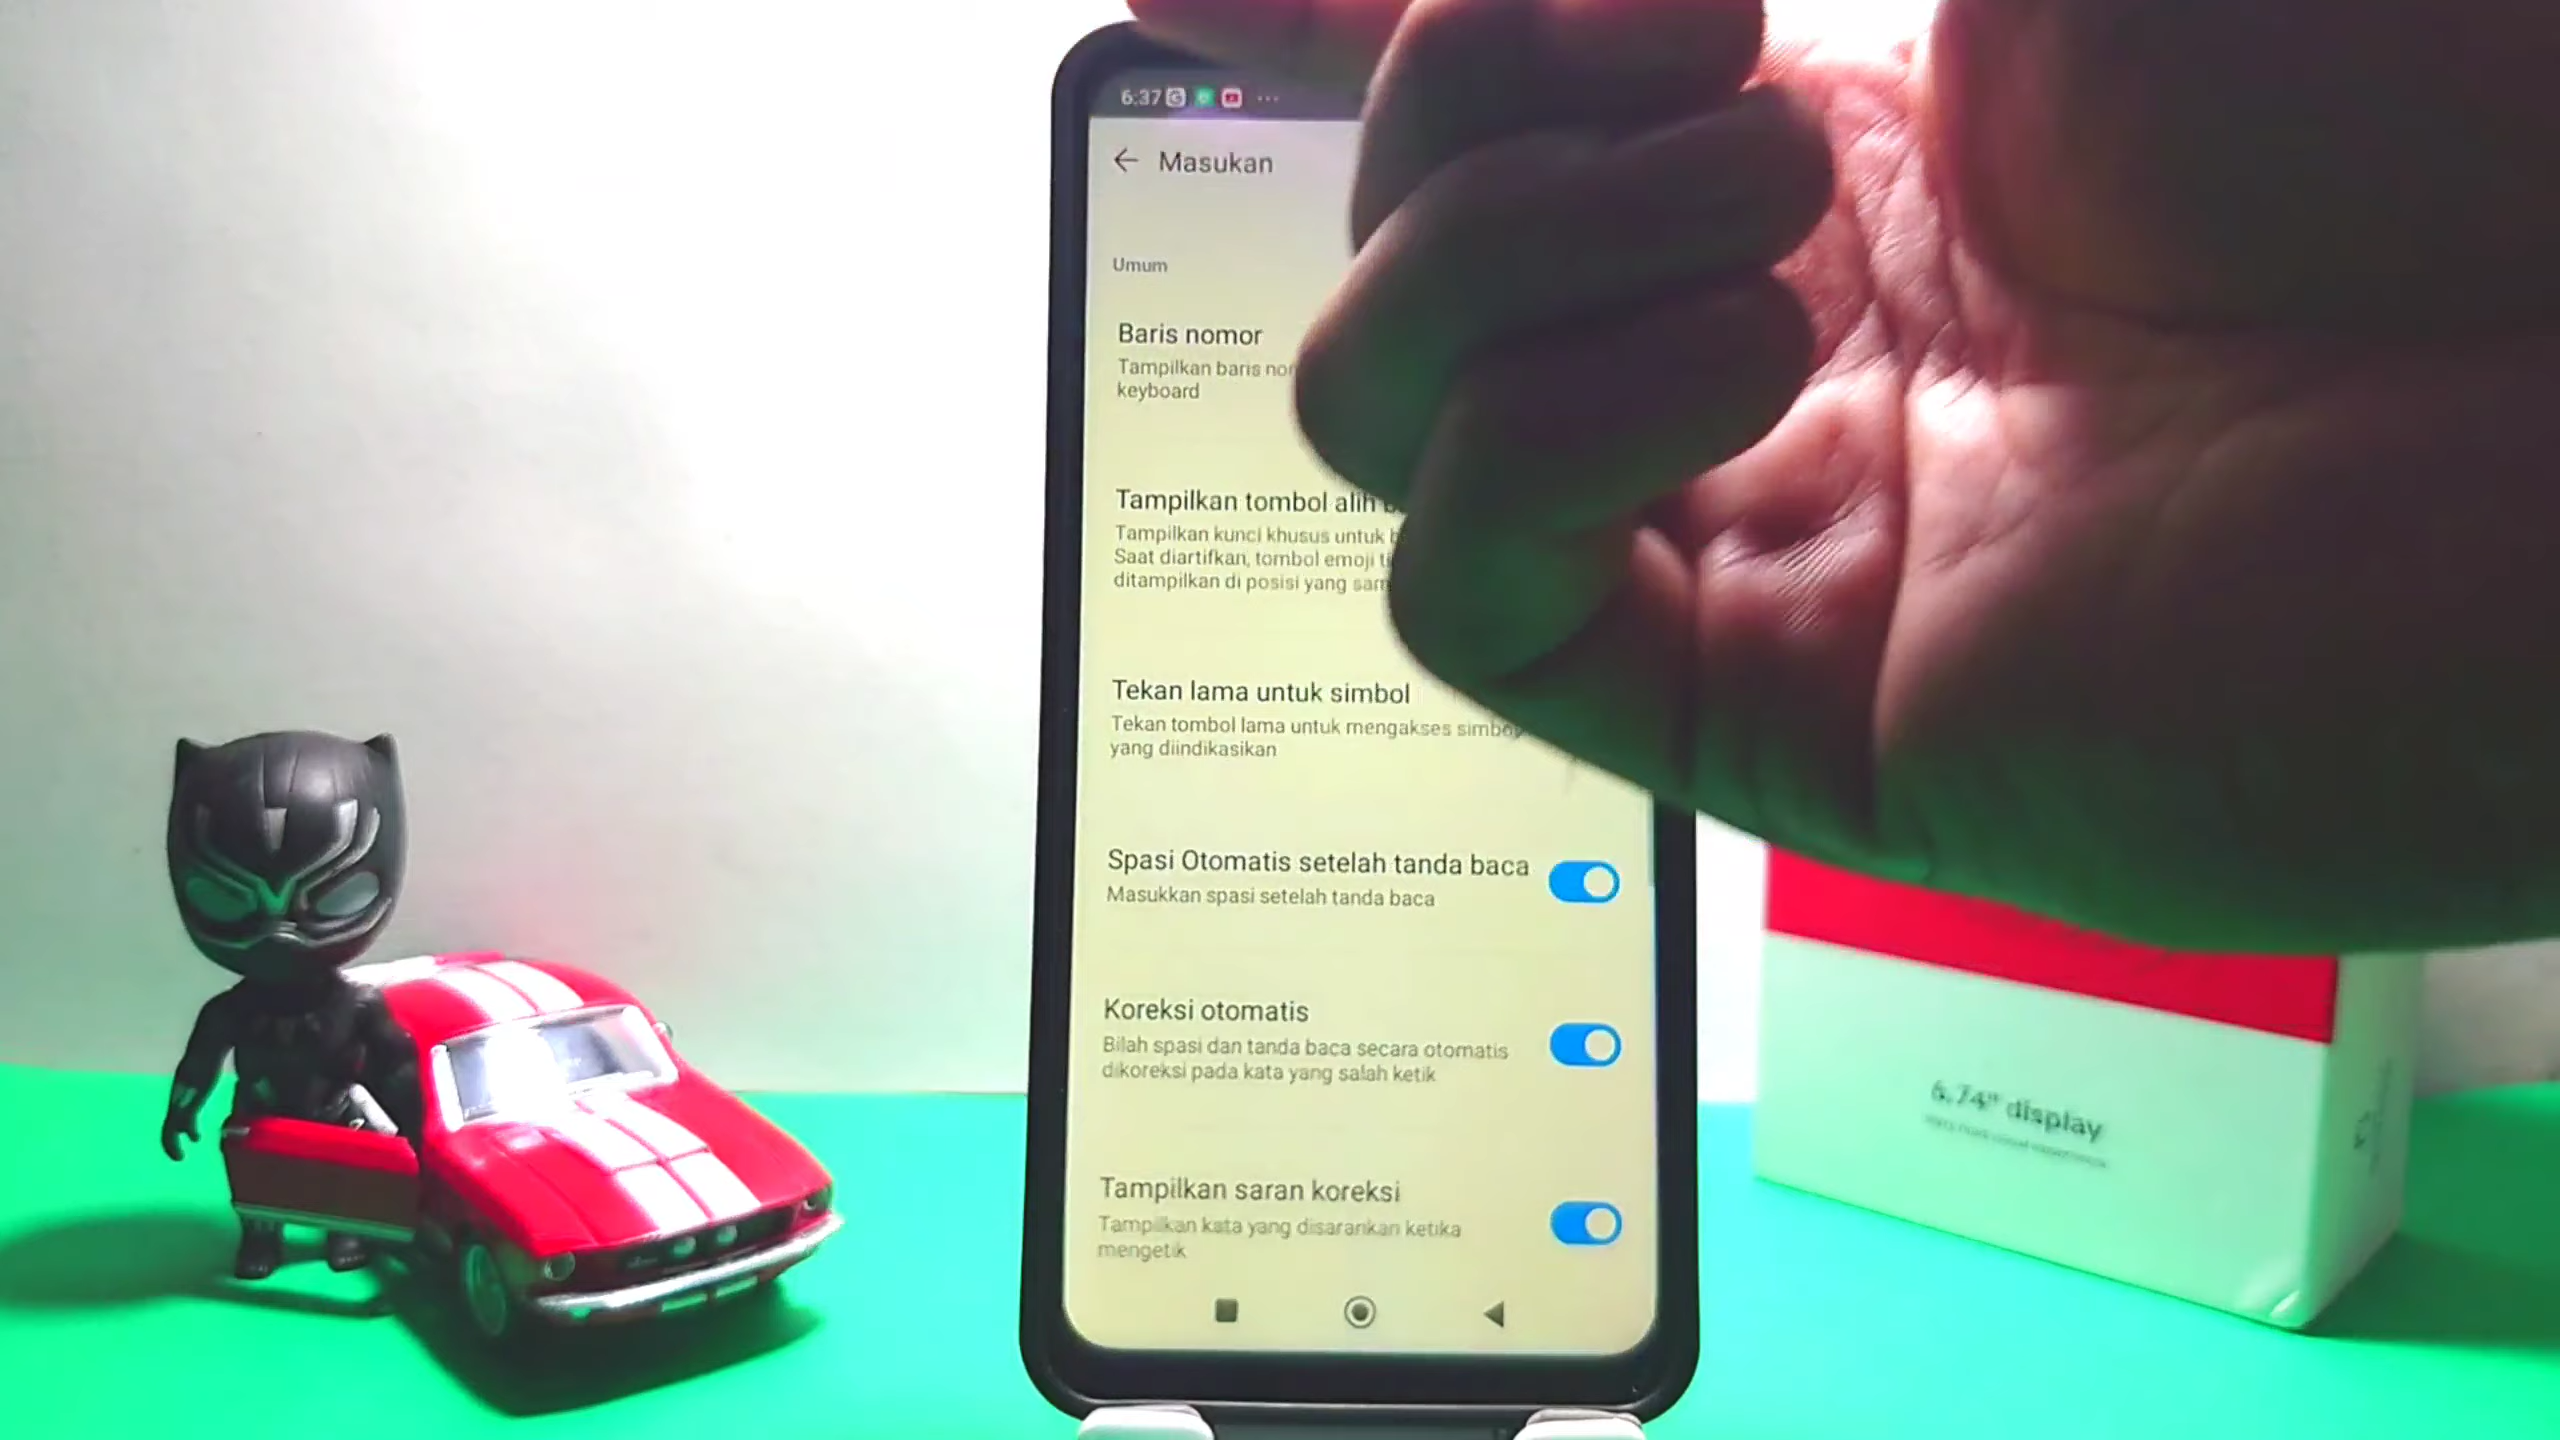 6:37
Masukan
Umum
Baris nomor
Tampilkan baris
keyboard
Tampilkan tombol alih
Tampilkan kunci khusus untuk
Saat diartifkan, tombol emoji
ditampilkan di posisi yang
Tekan lama untuk simbol
Tekan tombol lama untuk mengakses simbol
yang diindikasikan
Spasi Otomatis setelah tanda baca
Masukkan spasi setelah tanda baca
Koreksi otomatis
Bilah spasi dan tanda baca secara otomatis
dikoreksi pada kata yang salah ketik
Tampilkan saran koreksi
Tampilkan kata yang disarankan ketika
mengetik
6.74" display